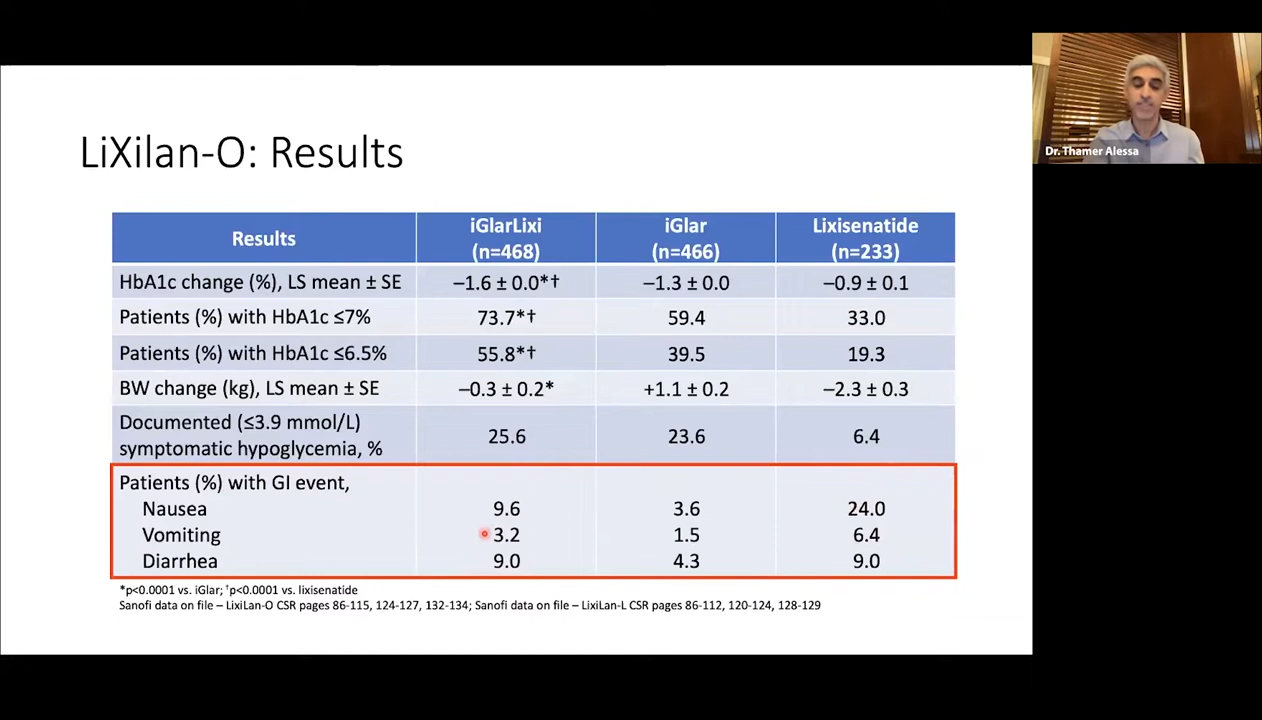 LiXilan-O: Results
Dr. Thamer Alessa
Results
iGlarLixi
(n=468)
iGlar
(n=466)
Lixisenatide
(n=233)
HbA1c change (%), LS mean ± SE
–1.6 ± 0.0*†
–1.3 ± 0.0
–0.9 ± 0.1
Patients (%) with HbA1c ≤7%
73.7*†
59.4
33.0
Patients (%) with HbA1c ≤6.5%
55.8*†
39.5
19.3
BW change (kg), LS mean ± SE
–0.3 ± 0.2*
+1.1 ± 0.2
–2.3 ± 0.3
Documented (≤3.9 mmol/L)
symptomatic hypoglycemia, %
25.6
23.6
6.4
Patients (%) with GI event,
Nausea
9.6
3.6
24.0
Vomiting
3.2
1.5
6.4
Diarrhea
9.0
4.3
9.0
*p<0.0001 vs. iGlar; †p<0.0001 vs. lixisenatide
Sanofi data on file – LixiLan-O CSR pages 86-115, 124-127, 132-134; Sanofi data on file – LixiLan-L CSR pages 86-112, 120-124, 128-129